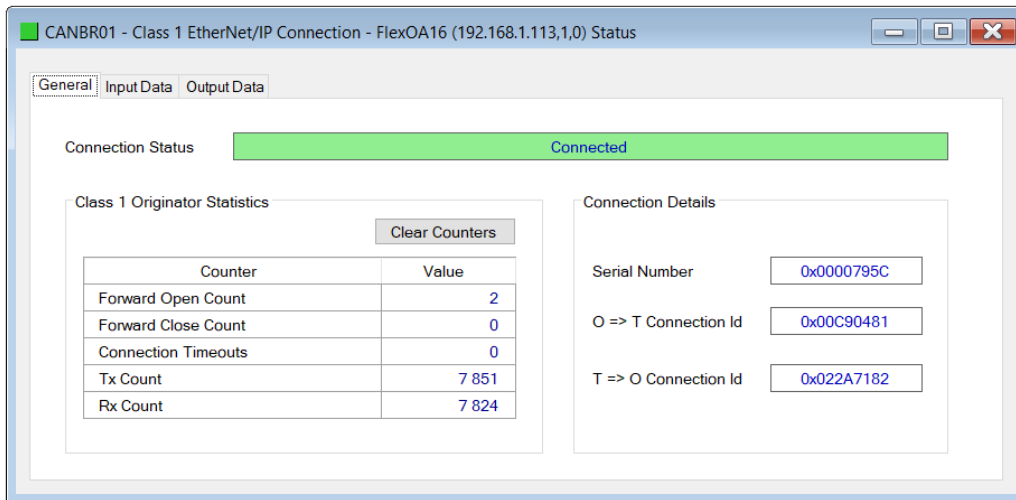 CANBR01 - Class 1 EtherNet/IP Connection - FlexOA16 (192.168.1.113,1,0) Status
General Input Data Output Data
Connection Status Connected
Class 1 Originator Statistics
Clear Counters
Counter Value
Forward Open Count 2
Forward Close Count 0
Connection Timeouts 0
Tx Count 7 851
Rx Count 7 824
Connection Details
Serial Number 0x0000795C
O => T Connection Id 0x00C90481
T => O Connection Id 0x022A7182